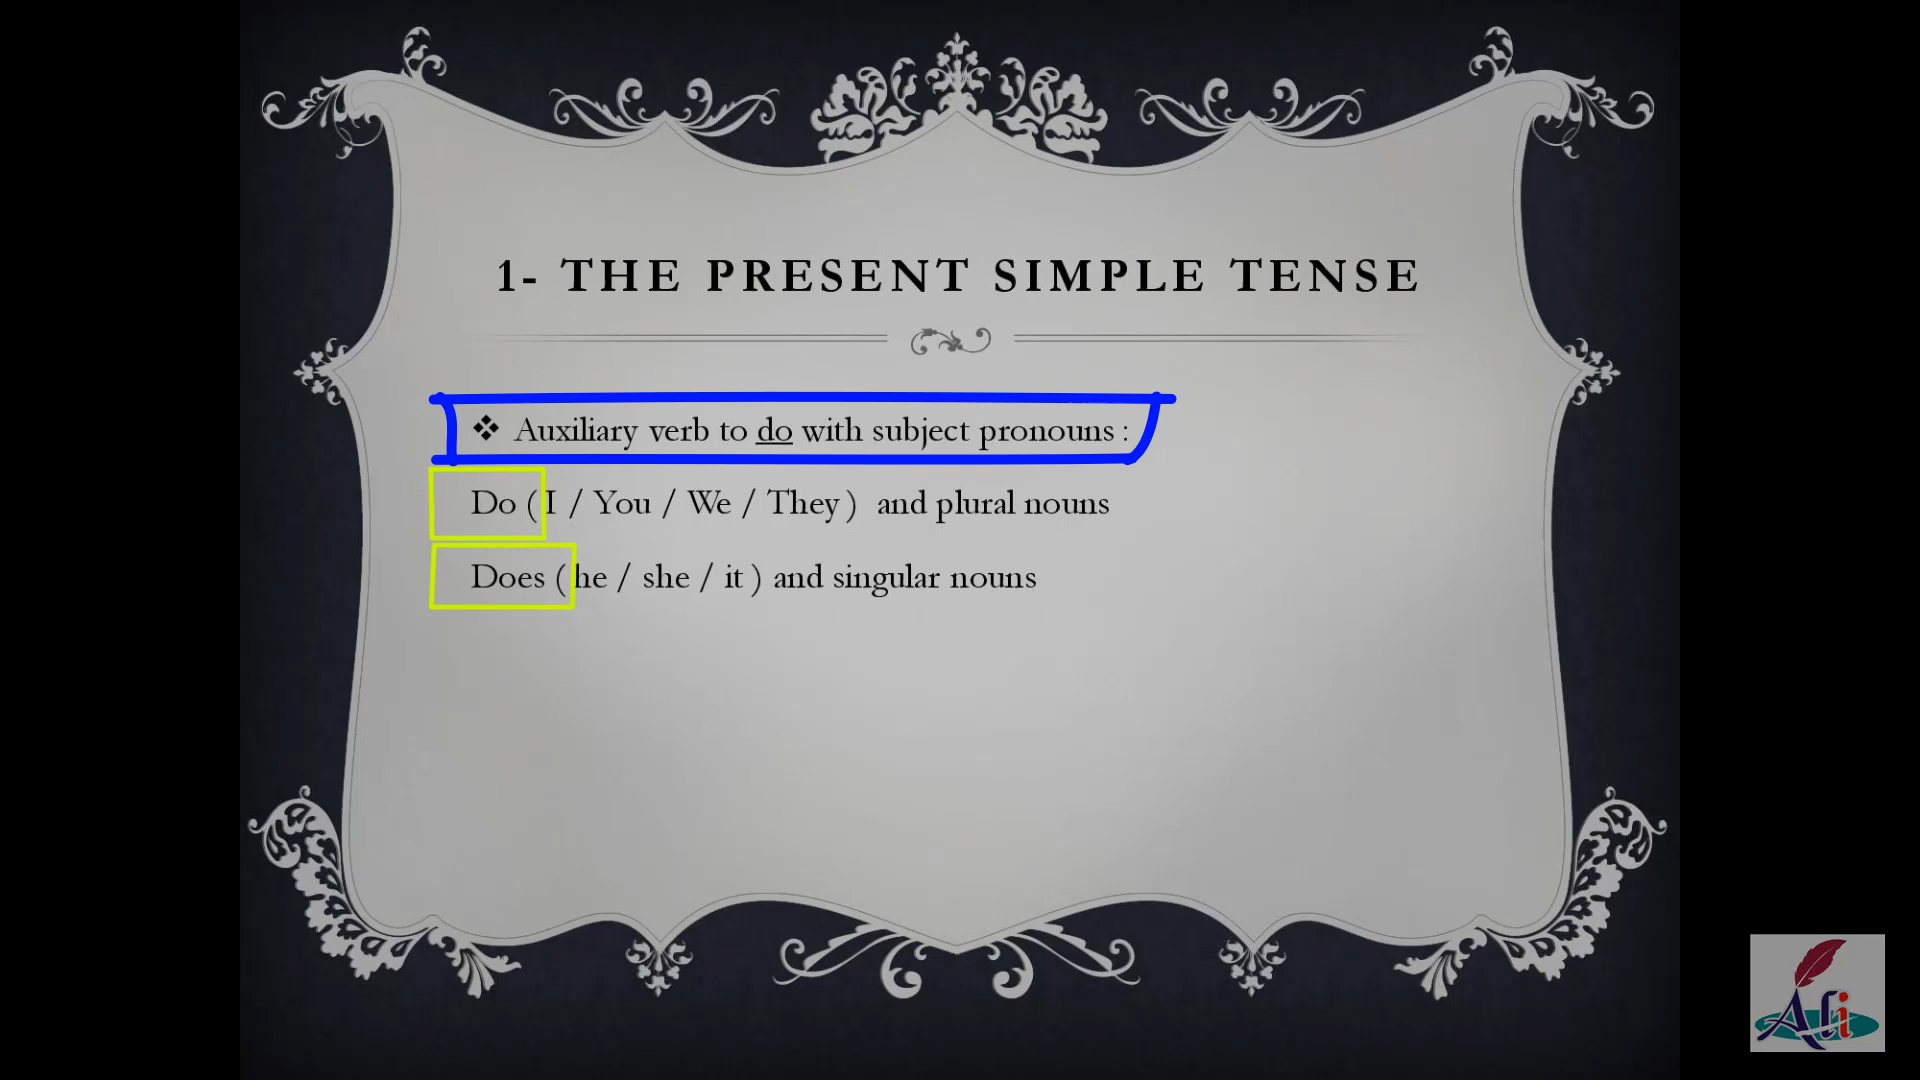 1- THE PRESENT SIMPLE TENSE
❖ Auxiliary verb to do with subject pronouns :
Do ( I / You / We / They ) and plural nouns
Does ( he / she / it ) and singular nouns
Ali